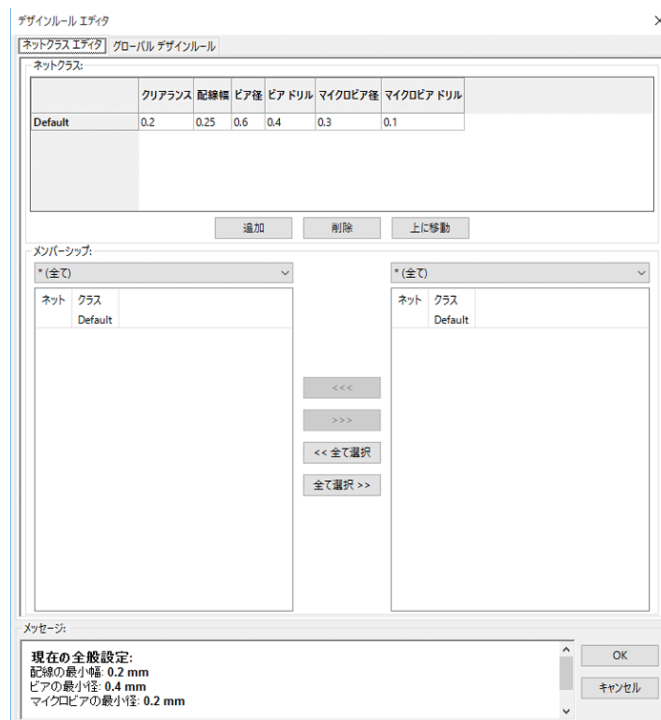 デザインルール エディタ
ネットクラス エディタ グローバル デザインルール
ネットクラス:
クリアランス 配線幅 ビア径 ビア ドリル マイクロビア径 マイクロビア ドリル
Default 0.2 0.25 0.6 0.4 0.3 0.1
追加 削除 上に移動
メンバーシップ:
* (全て) * (全て)
ネット クラス ネット クラス
Default Default
<<<
>>>
<< 全て選択
全て選択 >>
メッセージ:
現在の全般設定:
配線の最小幅: 0.2 mm
ビアの最小径: 0.4 mm
マイクロビアの最小径: 0.2 mm
OK
キャンセル